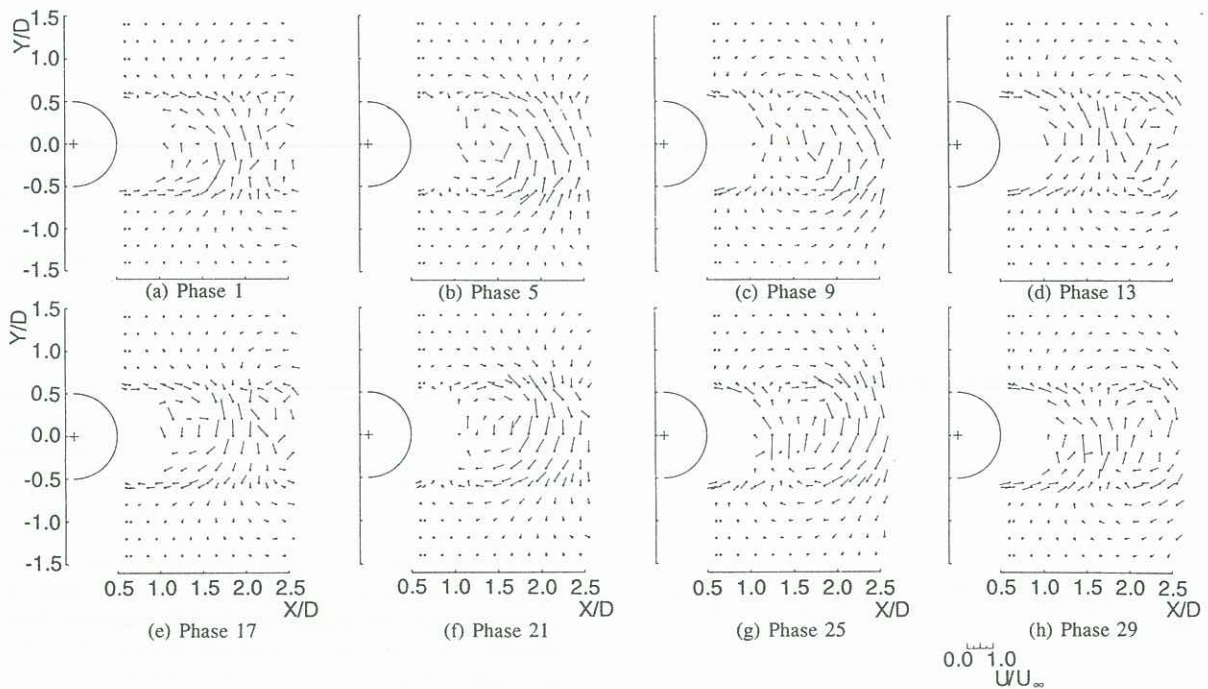 Y/D
1.5
1.0
0.5
0.0
-0.5
-1.0
-1.5
(a) Phase 1
(b) Phase 5
(c) Phase 9
(d) Phase 13
Y/D
1.5
1.0
0.5
0.0
-0.5
-1.0
-1.5
0.5 1.0 1.5 2.0 2.5
X/D
0.5 1.0 1.5 2.0 2.5
X/D
0.5 1.0 1.5 2.0 2.5
X/D
0.5 1.0 1.5 2.0 2.5
X/D
(e) Phase 17
(f) Phase 21
(g) Phase 25
(h) Phase 29
0.0 1.0
U/U∞